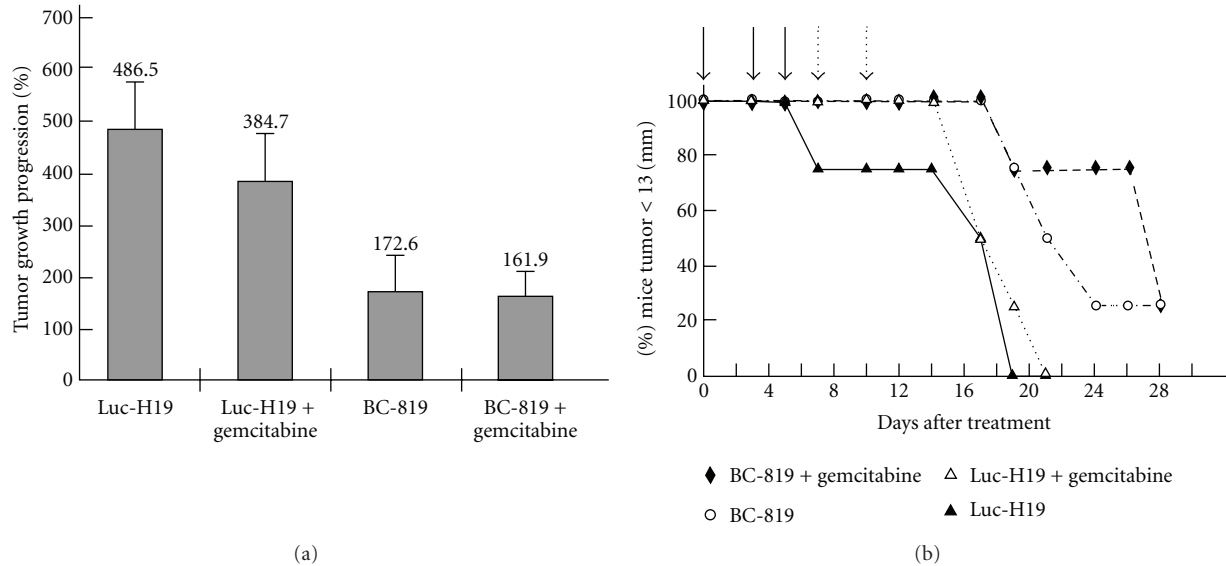 700
600
500
400
300
200
100
0
Tumor growth progression (%)
486.5
384.7
172.6
161.9
Luc-H19
Luc-H19 +
gemcitabine
BC-819
BC-819 +
gemcitabine
(a)
100
80
60
40
20
0
(%) mice tumor < 13 (mm)
0 4 8 12 16 20 24 28
Days after treatment
BC-819 + gemcitabine
Luc-H19 + gemcitabine
BC-819
Luc-H19
(b)